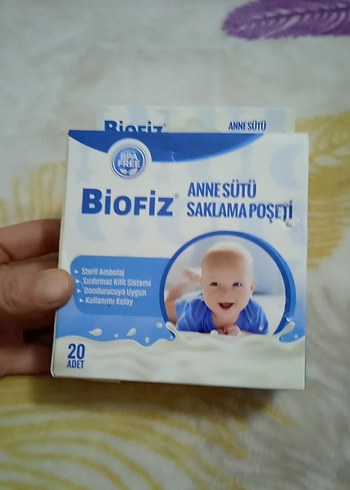 BIOFIZ ANNE SÜTÜ
BPA
FREE
BIOFIZ®
ANNE SÜTÜ
SAKLAMA POŞETİ
Steril Ambalaj
Sızdırmaz Kilit Sistemi
Dondurucuya Uygun
Kullanımı Kolay
20
ADET